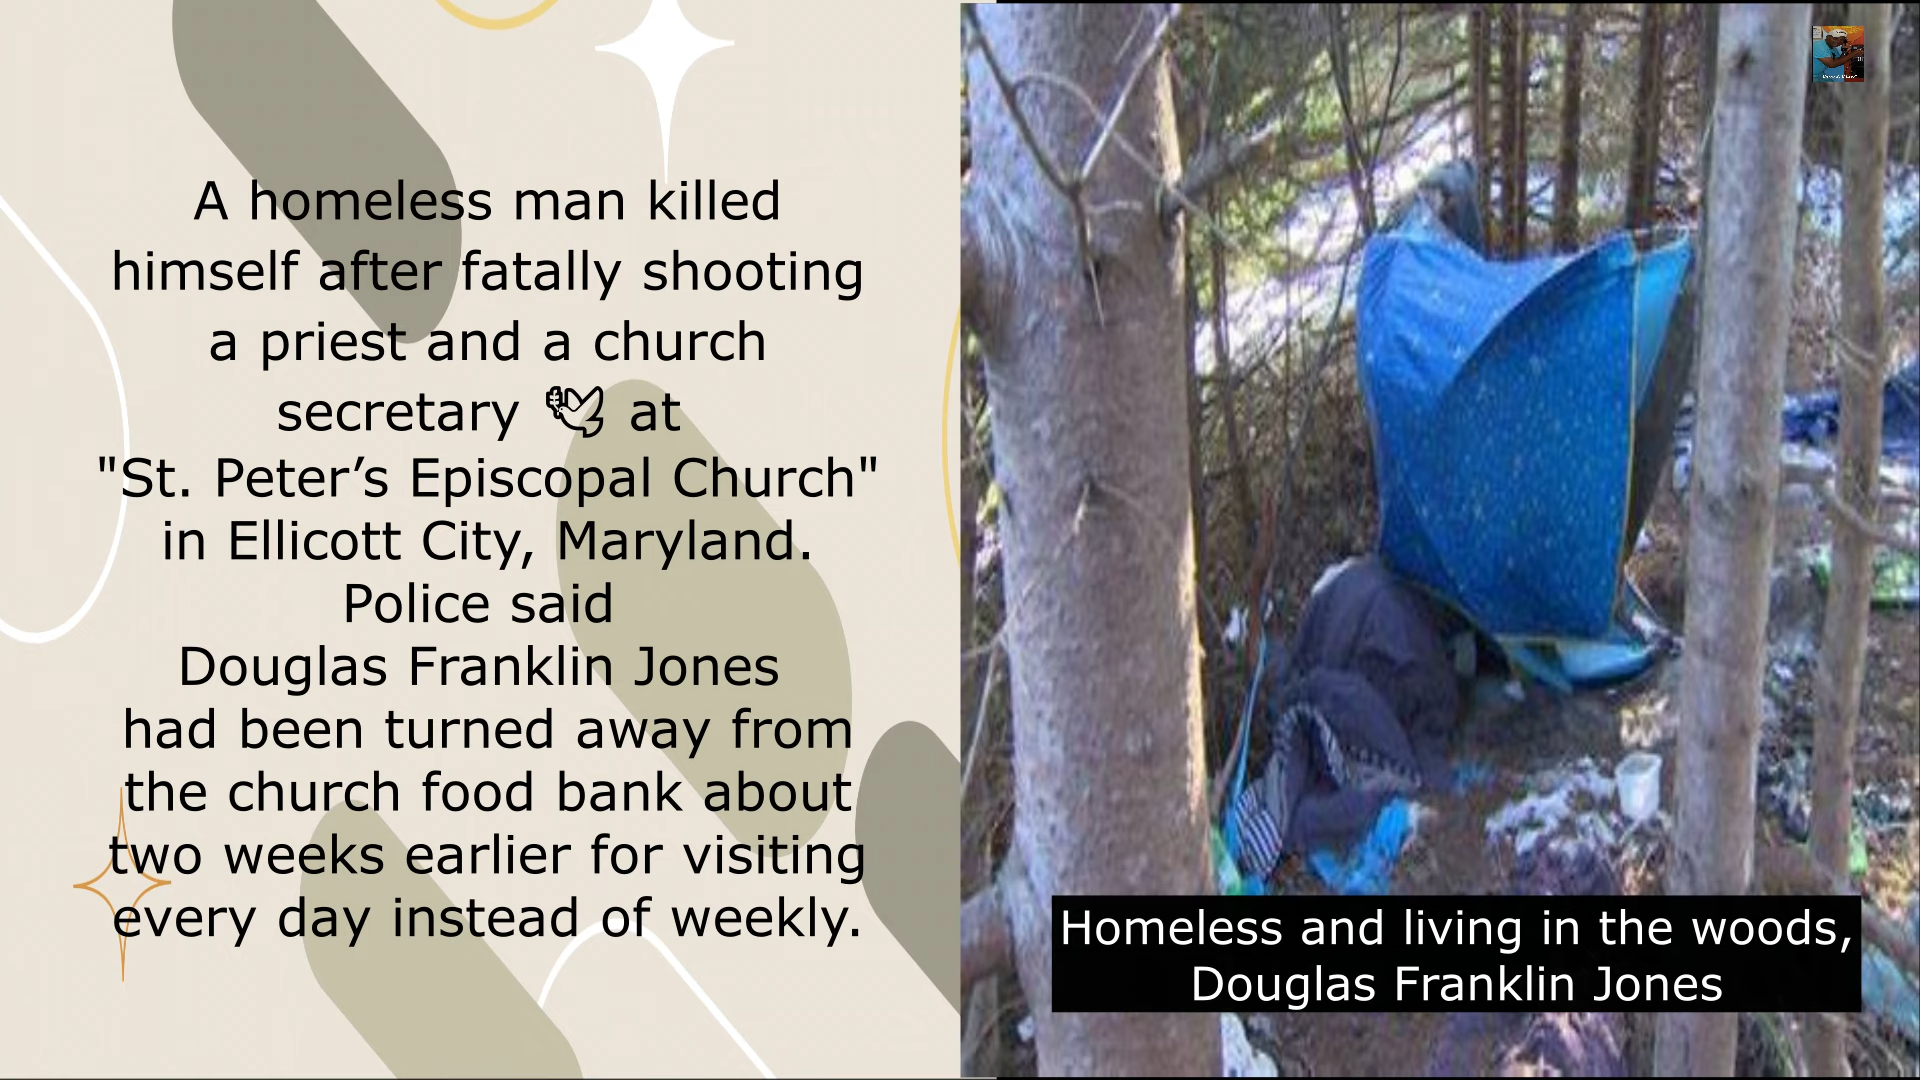 A homeless man killed
himself after fatally shooting
a priest and a church
secretary 🕊 at
"St. Peter’s Episcopal Church"
in Ellicott City, Maryland.
Police said
Douglas Franklin Jones
had been turned away from
the church food bank about
two weeks earlier for visiting
every day instead of weekly.
Homeless and living in the woods,
Douglas Franklin Jones